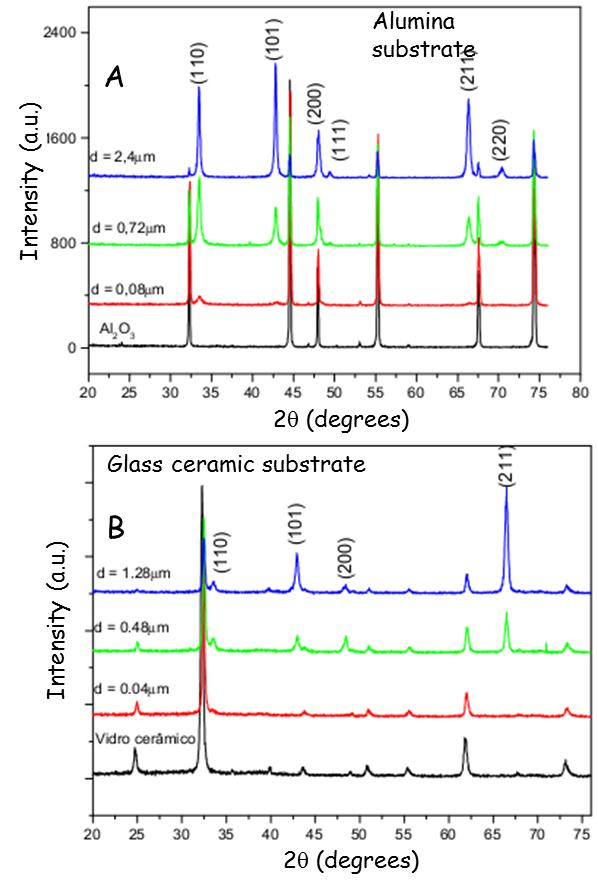 Alumina
substrate
A
(110)
(101)
(200)
(111)
(211)
(220)
Intensity (a.u.)
2400
1600
800
0
d = 2,4μm
d = 0,72μm
d = 0,08μm
Al₂O₃
20 25 30 35 40 45 50 55 60 65 70 75 80
2θ (degrees)
Glass ceramic substrate
B
(110)
(101)
(200)
(211)
Intensity (a.u.)
d = 1.28μm
d = 0.48μm
d = 0.04μm
Vidro cerâmico
20 25 30 35 40 45 50 55 60 65 70 75
2θ (degrees)